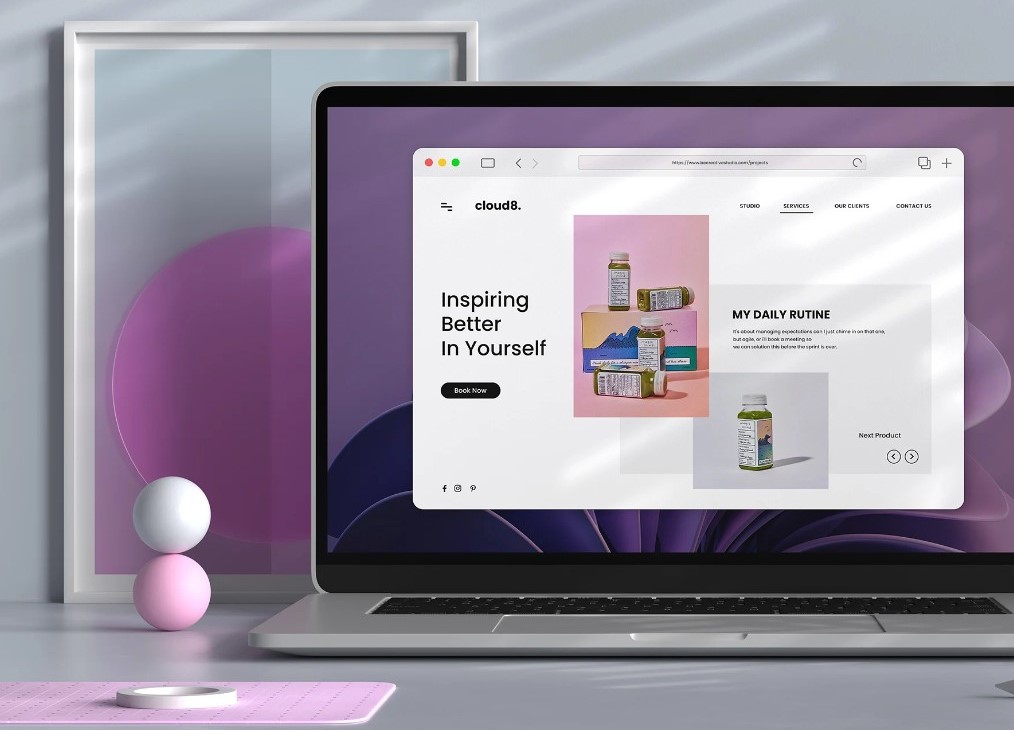 https://www.becreativestudio.com/projects
cloud8.
STUDIO
SERVICES
OUR CLIENTS
CONTACT US
Inspiring
Better
In Yourself
Book Now
MY DAILY RUTINE
It's about managing expectations can I just chime in on that one,
but agile, or i'll book a meeting so
we can solution this before the sprint is over.
Next Product